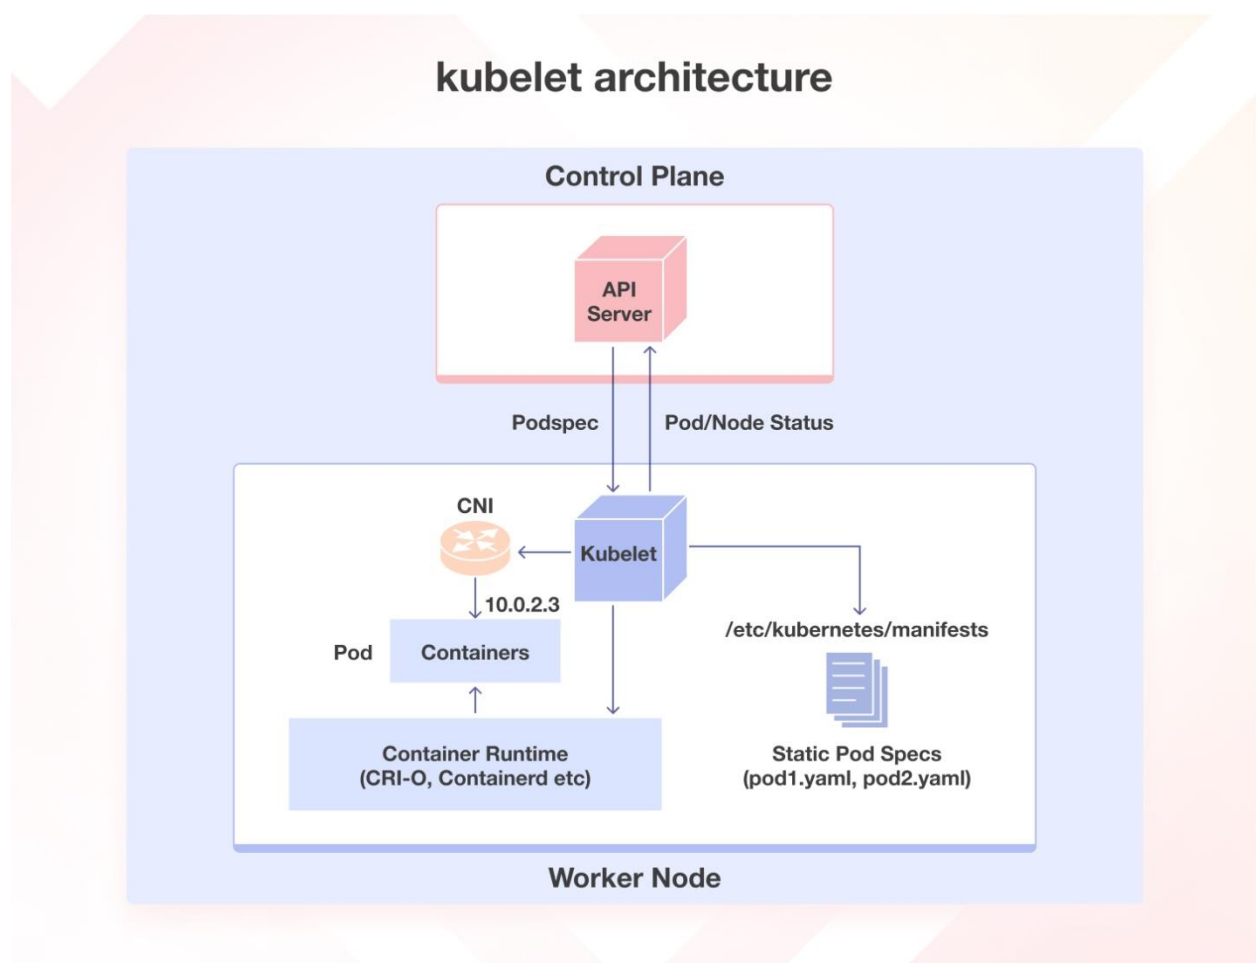 kubelet architecture
Control Plane
API
Server
Podspec
Pod/Node Status
CNI
Kubelet
10.0.2.3
Pod
Containers
/etc/kubernetes/manifests
Container Runtime
(CRI-O, Containerd etc)
Static Pod Specs
(pod1.yaml, pod2.yaml)
Worker Node